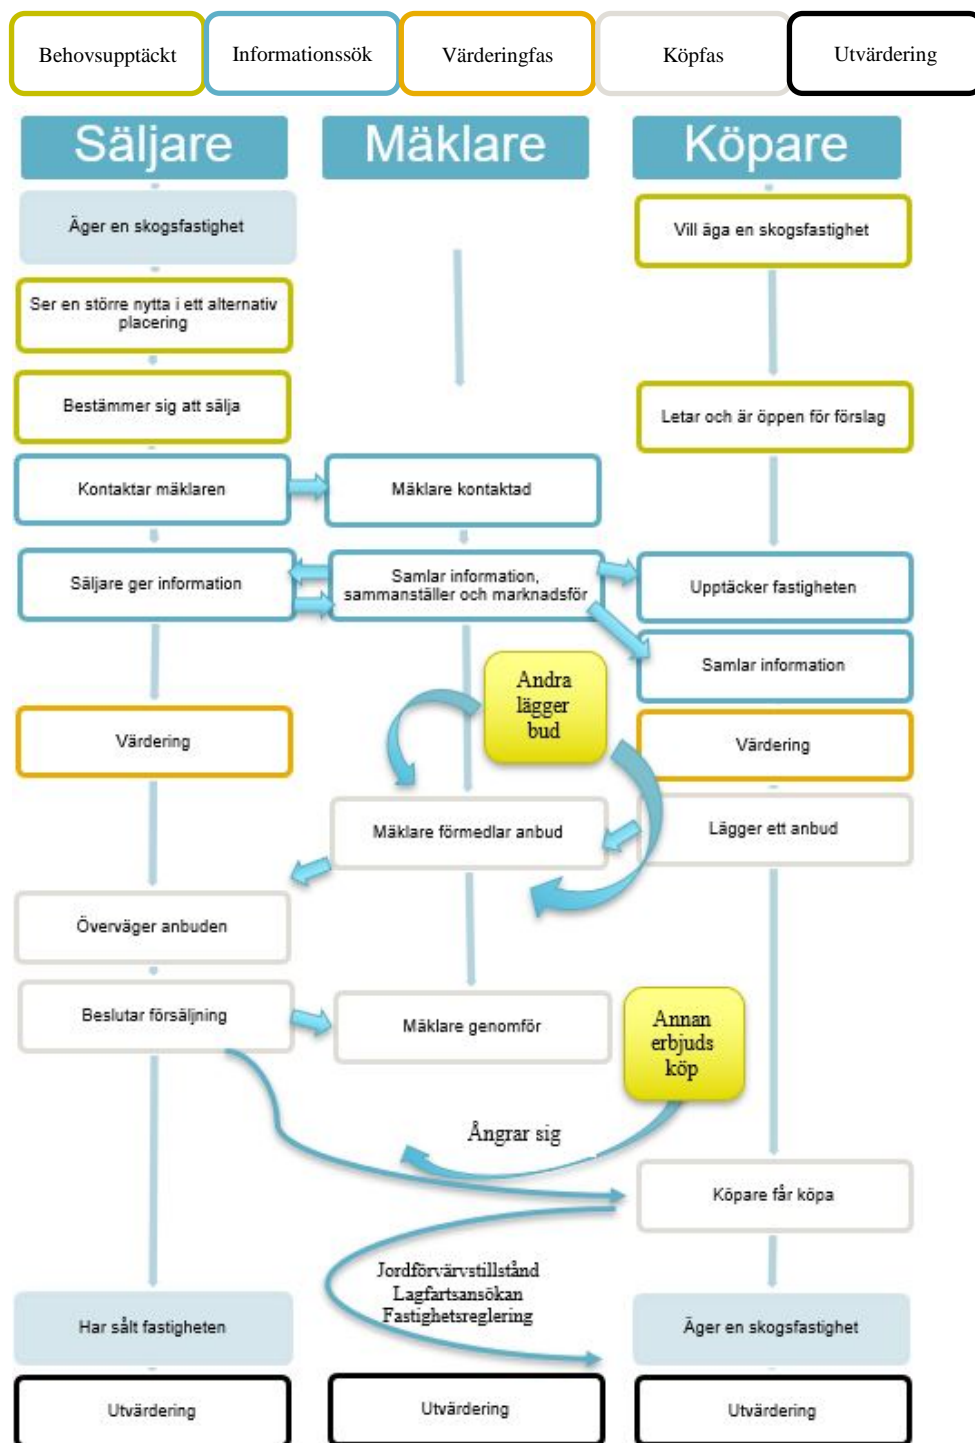 Behovsupptäckt
Informationssök
Värderingfas
Köpfas
Utvärdering
Säljare
Mäklare
Köpare
Äger en skogsfastighet
Vill äga en skogsfastighet
Ser en större nytta i ett alternativ
placering
Bestämmer sig att sälja
Letar och är öppen för förslag
Kontaktar mäklaren
Mäklare kontaktad
Säljare ger information
Samlar information,
sammanställer och marknadsför
Upptäcker fastigheten
Samlar information
Andra
lägger
bud
Värdering
Värdering
Mäklare förmedlar anbud
Lägger ett anbud
Överväger anbuden
Beslutar försäljning
Mäklare genomför
Annan
erbjuds
köp
Ångrar sig
Köpare får köpa
Jordförvärvstillstånd
Lagfartsansökan
Fastighetsreglering
Har sålt fastigheten
Äger en skogsfastighet
Utvärdering
Utvärdering
Utvärdering